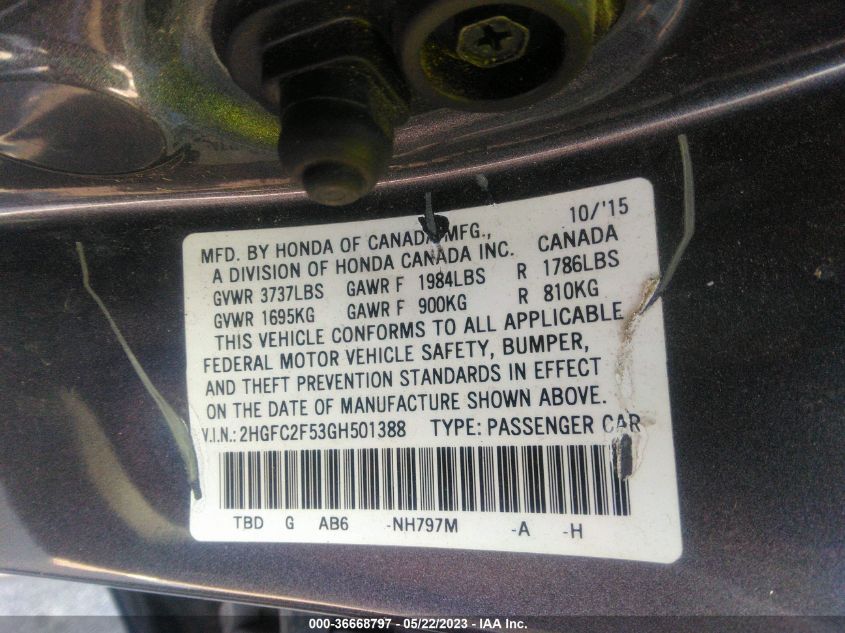 10/'15
MFD. BY HONDA OF CANADA MFG.,
A DIVISION OF HONDA CANADA INC. CANADA
GVWR 3737LBS GAWR F 1984LBS R 1786LBS
GVWR 1695KG GAWR F 900KG R 810KG
THIS VEHICLE CONFORMS TO ALL APPLICABLE
FEDERAL MOTOR VEHICLE SAFETY, BUMPER,
AND THEFT PREVENTION STANDARDS IN EFFECT
ON THE DATE OF MANUFACTURE SHOWN ABOVE.
V.I.N.: 2HGFC2F53GH501388 TYPE: PASSENGER CAR
TBD G AB6 -NH797M -A -H
000-36668797 - 05/22/2023 - IAA Inc.